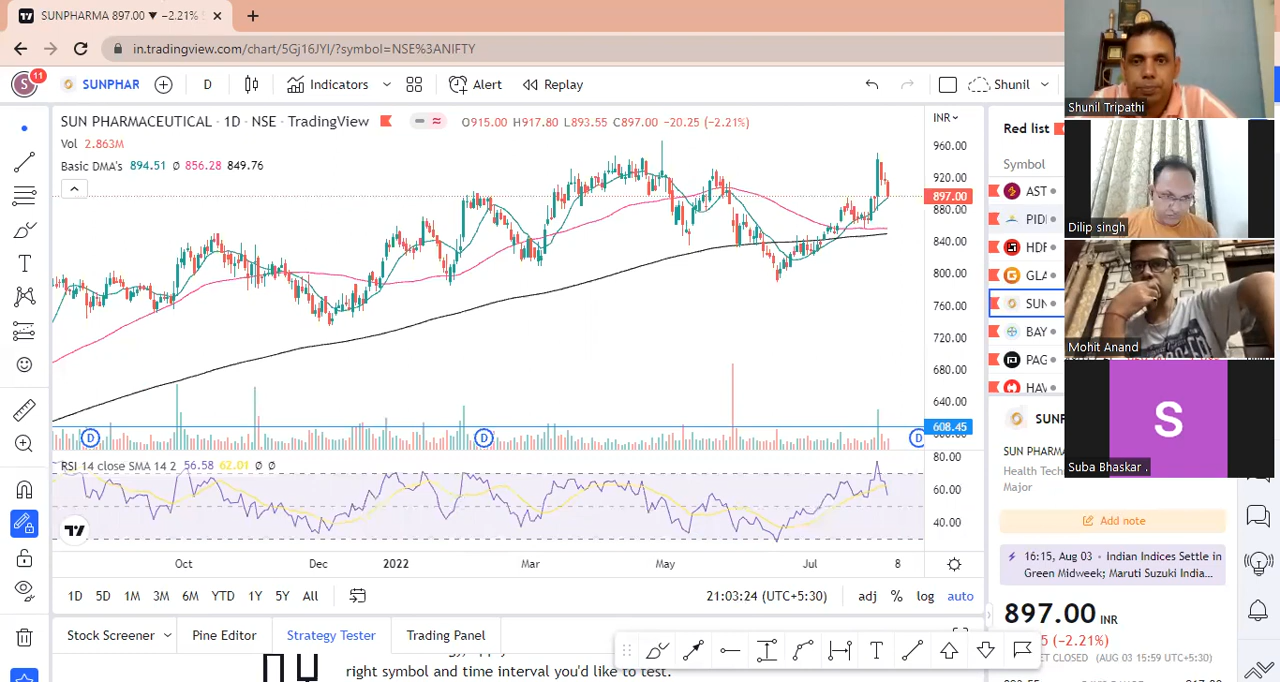 SUNPHARMA 897.00 ▼ −2.21%
in.tradingview.com/chart/5Gj16JYl/?symbol=NSE%3ANIFTY
S
11
SUNPHAR
D
Indicators
Alert
Replay
Shunil
SUN PHARMACEUTICAL · 1D · NSE · TradingView
O915.00 H917.80 L893.55 C897.00 −20.25 (−2.21%)
Vol 2.863M
Basic DMA's 894.51 Ø 856.28 849.76
INR
960.00
920.00
897.00
880.00
840.00
800.00
760.00
720.00
680.00
640.00
608.45
D
D
D
RSI 14 close SMA 14 2 56.58 62.01 Ø Ø
80.00
60.00
40.00
Oct
Dec
2022
Mar
May
Jul
8
1D
5D
1M
3M
6M
YTD
1Y
5Y
All
21:03:24 (UTC+5:30)
adj
%
log
auto
Stock Screener
Pine Editor
Strategy Tester
Trading Panel
right symbol and time interval you'd like to test.
Red list
Symbol
AST
PIDI
HDF
GLA
SUN
BAY
PAG
HAV
SUNP
SUN PHARMA
Health Tech
Major
Add note
16:15, Aug 03 · Indian Indices Settle in
Green Midweek; Maruti Suzuki India...
897.00 INR
5 (−2.21%)
ET CLOSED (AUG 03 15:59 UTC+5:30)
Shunil Tripathi
Dilip singh
Mohit Anand
S
Suba Bhaskar .